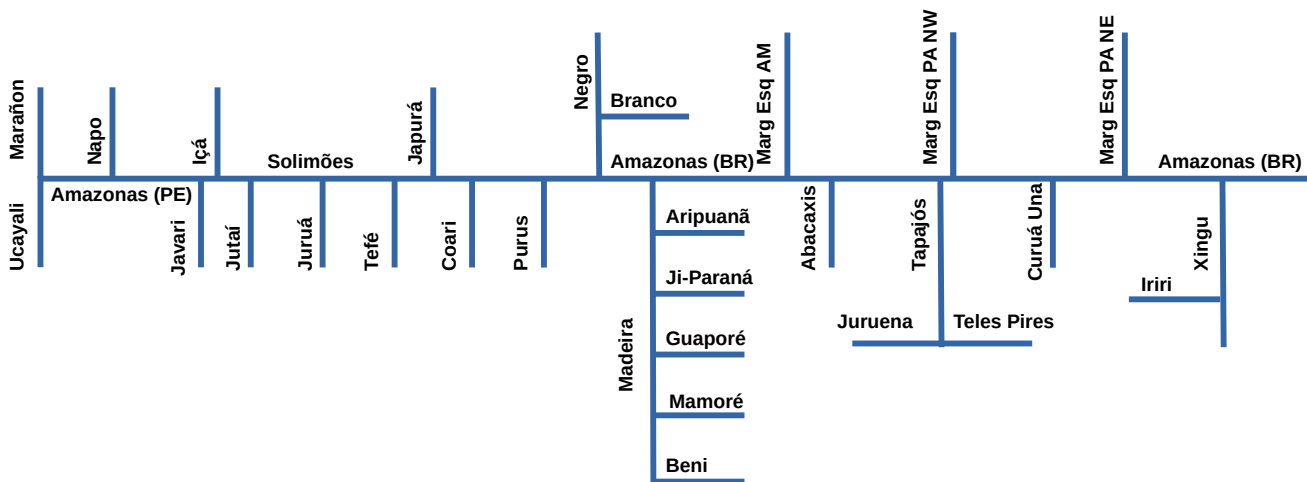 Marañon
Napo
Içá
Solimões
Japurá
Negro
Branco
Amazonas (BR)
Marg Esq AM
Marg Esq PA NW
Marg Esq PA NE
Amazonas (BR)
Ucayali
Amazonas (PE)
Javari
Jutaí
Juruá
Tefé
Coari
Purus
Madeira
Aripuanã
Ji-Paraná
Guaporé
Mamoré
Beni
Abacaxis
Tapajós
Juruena
Teles Pires
Curuá Una
Iriri
Xingu